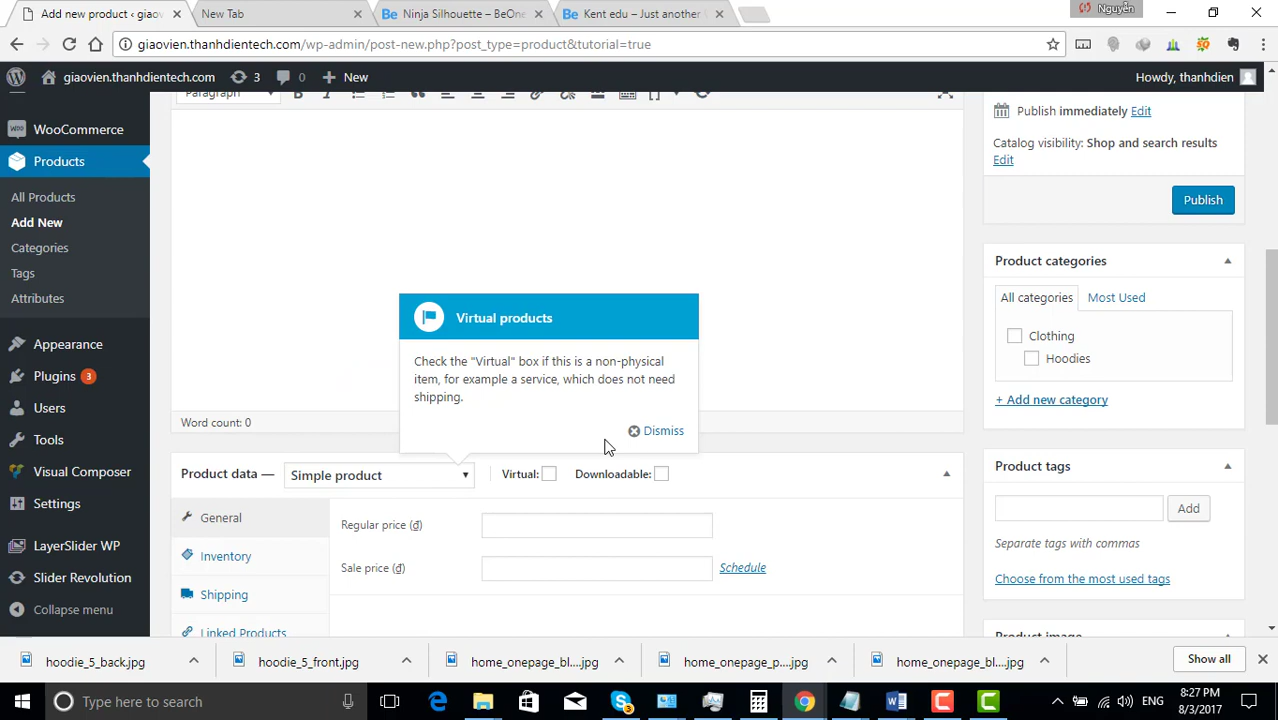 Add new product ‹ giaov
New Tab
Be Ninja Silhouette – BeOne
Be Kent edu – Just another
Nguyễn
giaovien.thanhdientech.com/wp-admin/post-new.php?post_type=product&tutorial=true
giaovien.thanhdientech.com 3 0 + New Howdy, thanhdien
Paragraph
WooCommerce
Products
All Products
Add New
Categories
Tags
Attributes
Appearance
Plugins 3
Users
Tools
Visual Composer
Settings
LayerSlider WP
Slider Revolution
Collapse menu
Virtual products
Check the "Virtual" box if this is a non-physical
item, for example a service, which does not need
shipping.
Dismiss
Word count: 0
Product data — Simple product Virtual: Downloadable:
General
Inventory
Shipping
Linked Products
Regular price (₫)
Sale price (₫) Schedule
Publish immediately Edit
Catalog visibility: Shop and search results
Edit
Publish
Product categories
All categories Most Used
Clothing
Hoodies
+ Add new category
Product tags
Add
Separate tags with commas
Choose from the most used tags
Product image
hoodie_5_back.jpg
hoodie_5_front.jpg
home_onepage_bl....jpg
home_onepage_p....jpg
home_onepage_bl....jpg
Show all
Type here to search
ENG
8:27 PM
8/3/2017